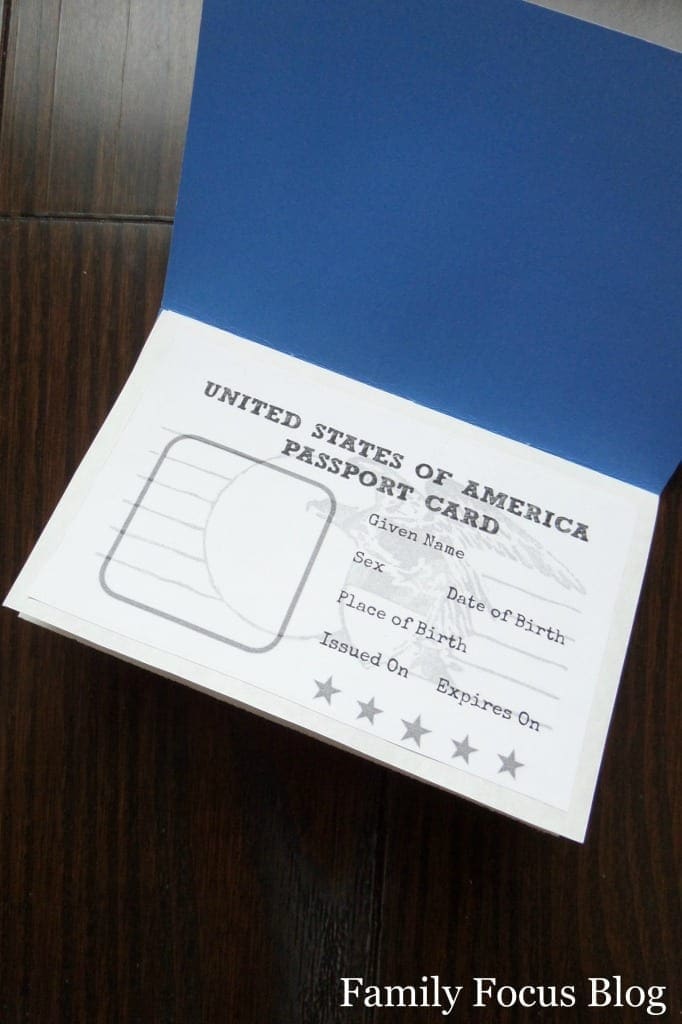 UNITED STATES OF AMERICA
PASSPORT CARD
Given Name
Sex
Date of Birth
Place of Birth
Issued On
Expires On
Family Focus Blog